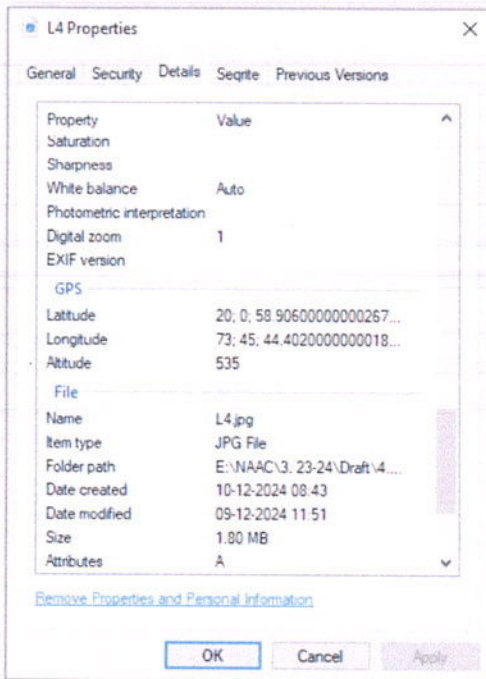 L4 Properties
General Security Details Seqrite Previous Versions
Property Value
Saturation
Sharpness
White balance Auto
Photometric interpretation
Digital zoom 1
EXIF version
GPS
Latitude 20; 0; 58.90600000000267...
Longitude 73; 45; 44.4020000000018...
Altitude 535
File
Name L4.jpg
Item type JPG File
Folder path E:\NAAC\3. 23-24\Draft\4....
Date created 10-12-2024 08:43
Date modified 09-12-2024 11:51
Size 1.80 MB
Attributes A
Remove Properties and Personal Information
OK Cancel Apply